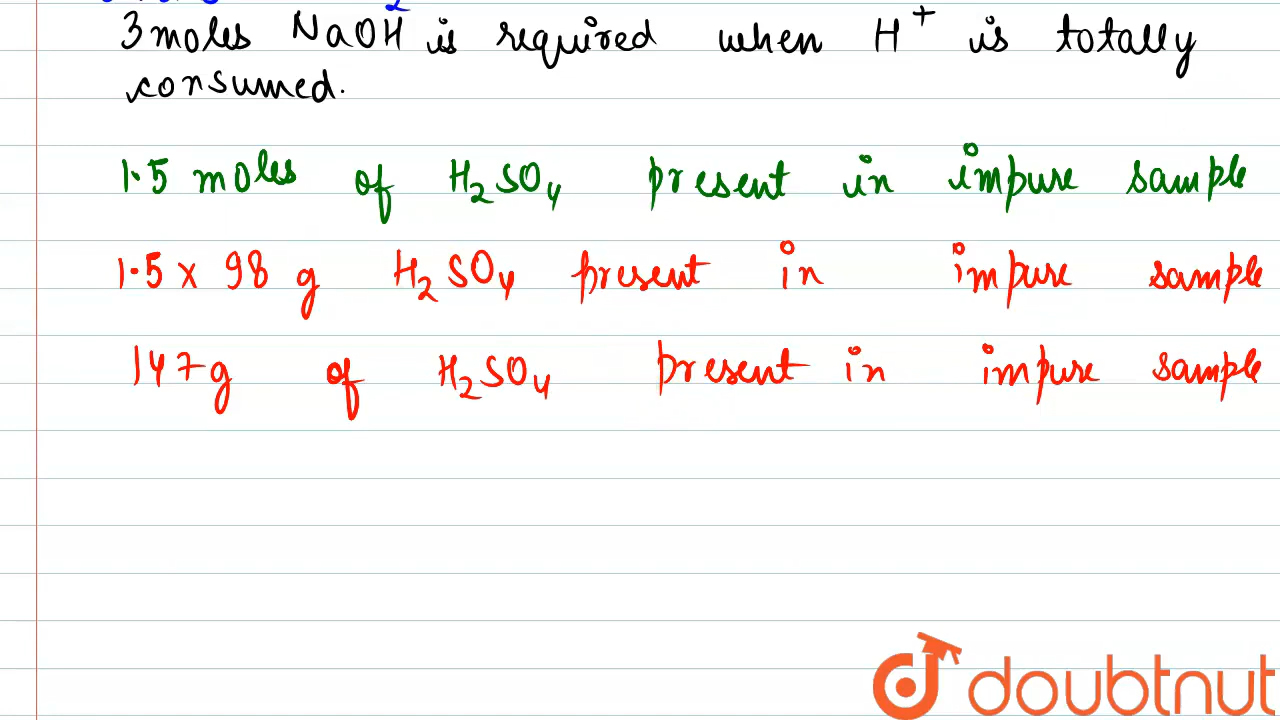 3 moles NaOH is required when H⁺ is totally
consumed.
1.5 moles of H₂SO₄ present in impure sample
1.5 x 98 g H₂SO₄ present in impure sample
147g of H₂SO₄ present in impure sample
doubtnut